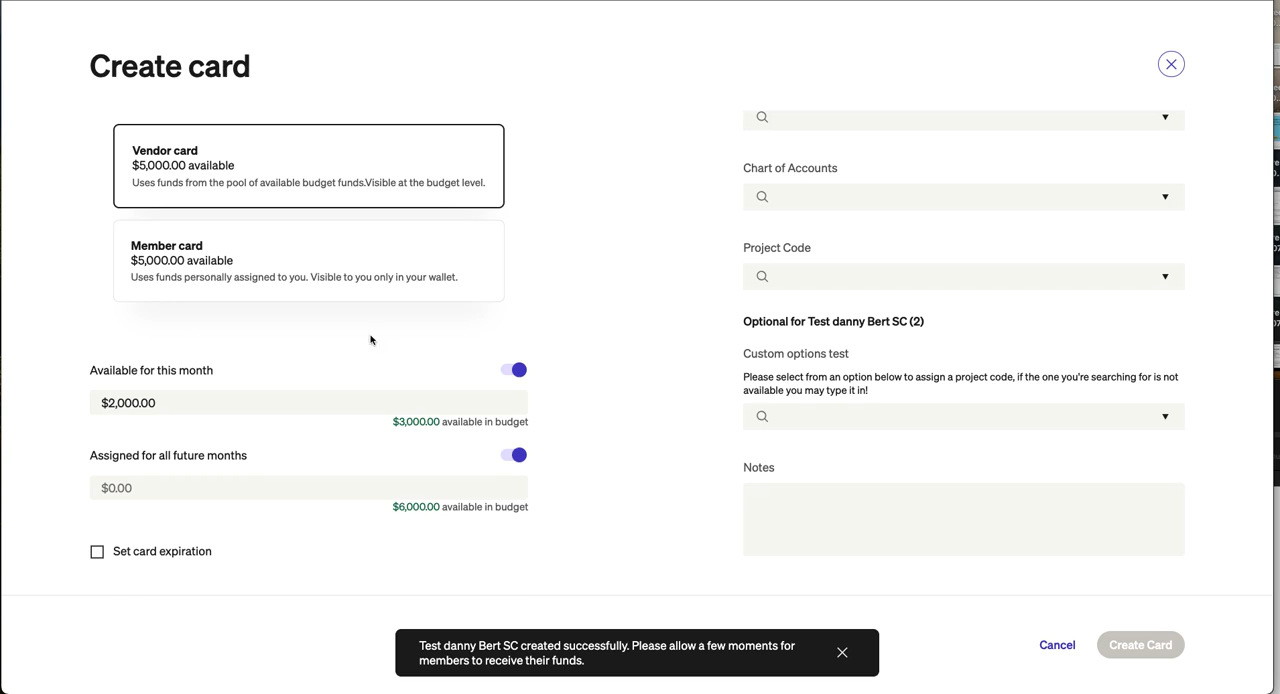 Create card
Vendor card
$5,000.00 available
Uses funds from the pool of available budget funds.Visible at the budget level.
Member card
$5,000.00 available
Uses funds personally assigned to you. Visible to you only in your wallet.
Available for this month
$2,000.00
$3,000.00 available in budget
Assigned for all future months
$0.00
$6,000.00 available in budget
Set card expiration
Chart of Accounts
Project Code
Optional for Test danny Bert SC (2)
Custom options test
Please select from an option below to assign a project code, if the one you're searching for is not
available you may type it in!
Notes
Test danny Bert SC created successfully. Please allow a few moments for
members to receive their funds.
Cancel
Create Card